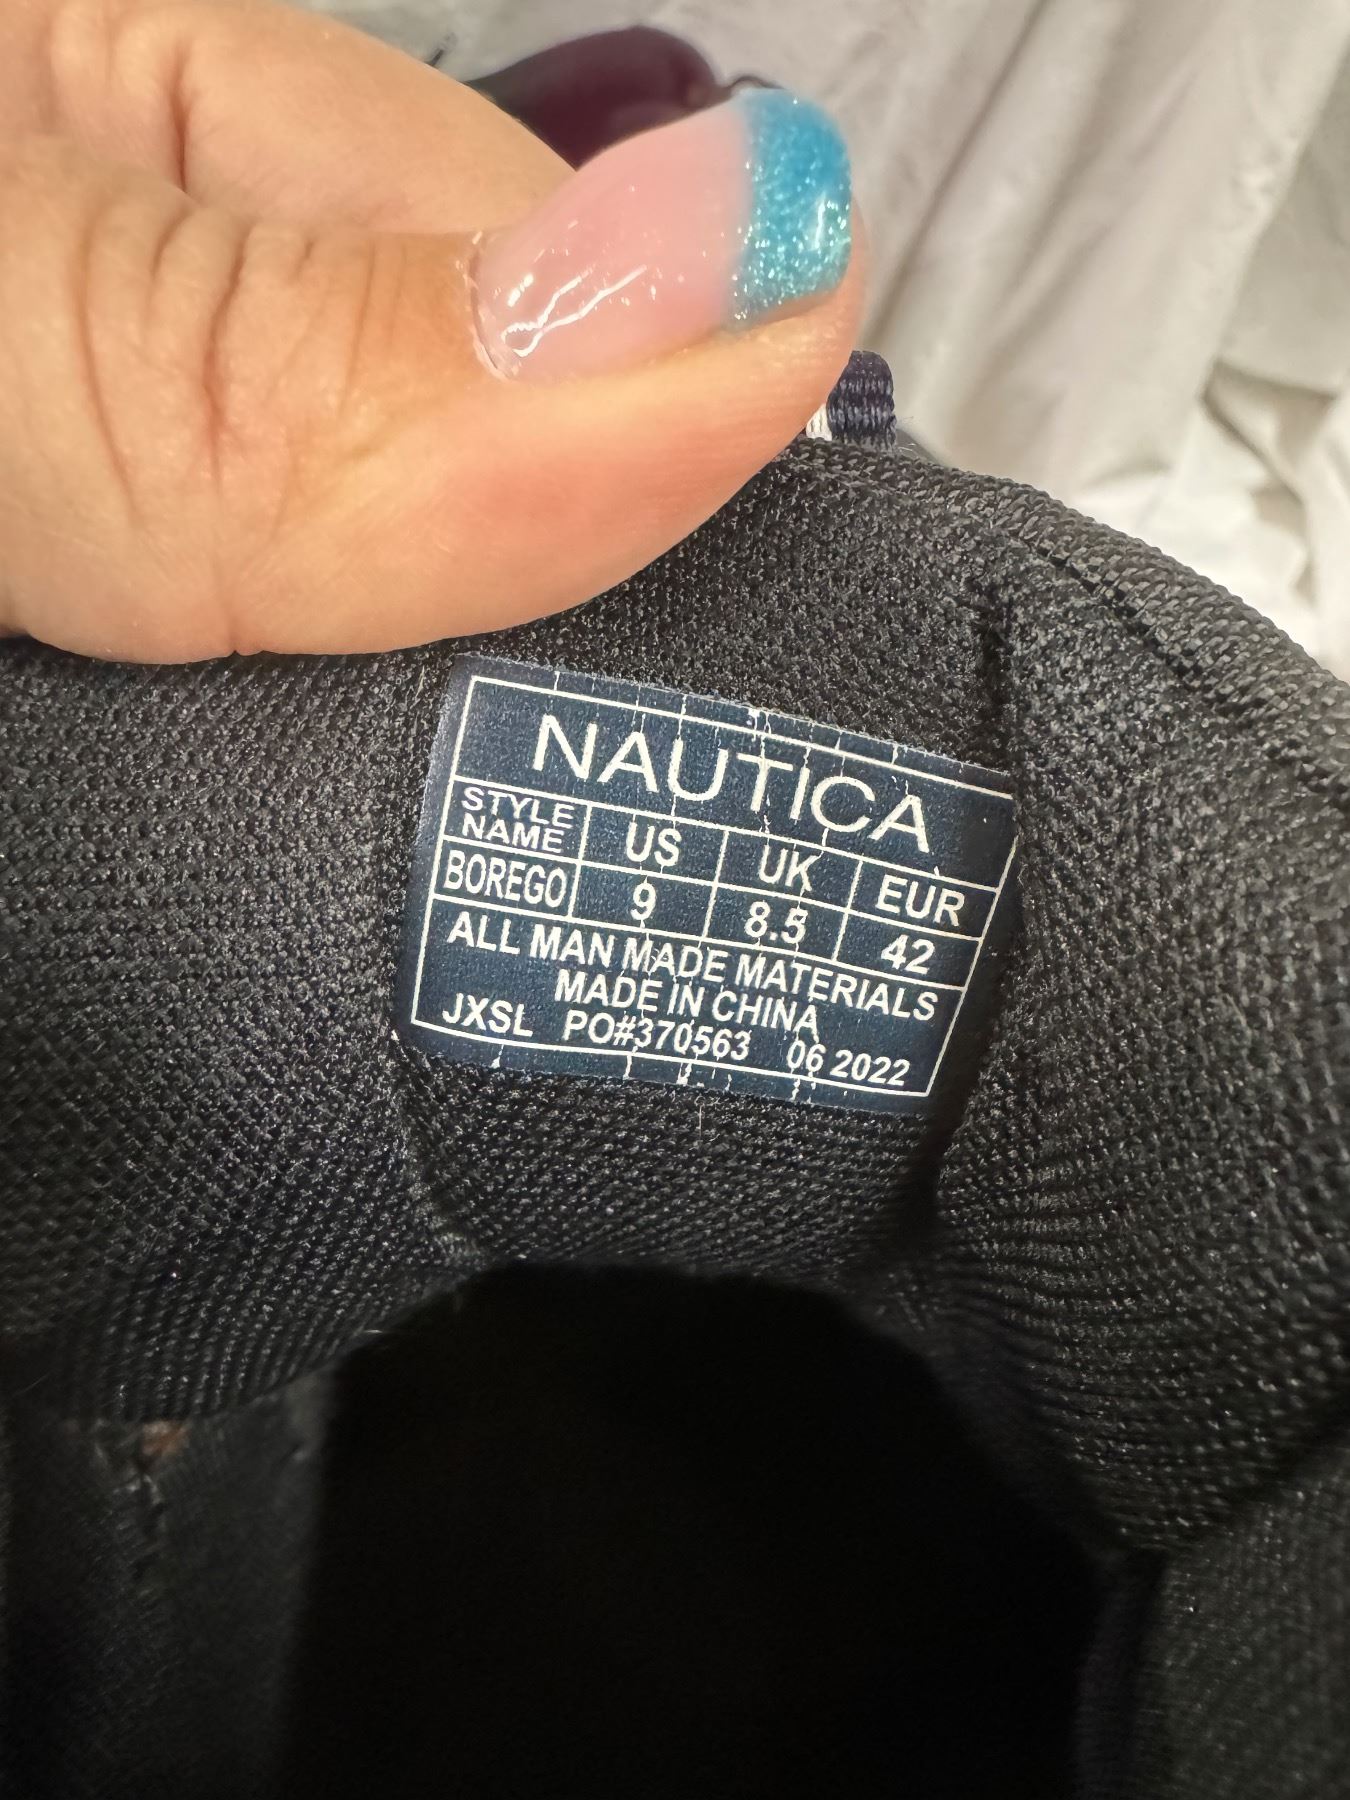 NAUTICA
STYLE NAME US UK EUR
BOREGO 9 8.5 42
ALL MAN MADE MATERIALS
MADE IN CHINA
JXSL PO#370563 06 2022